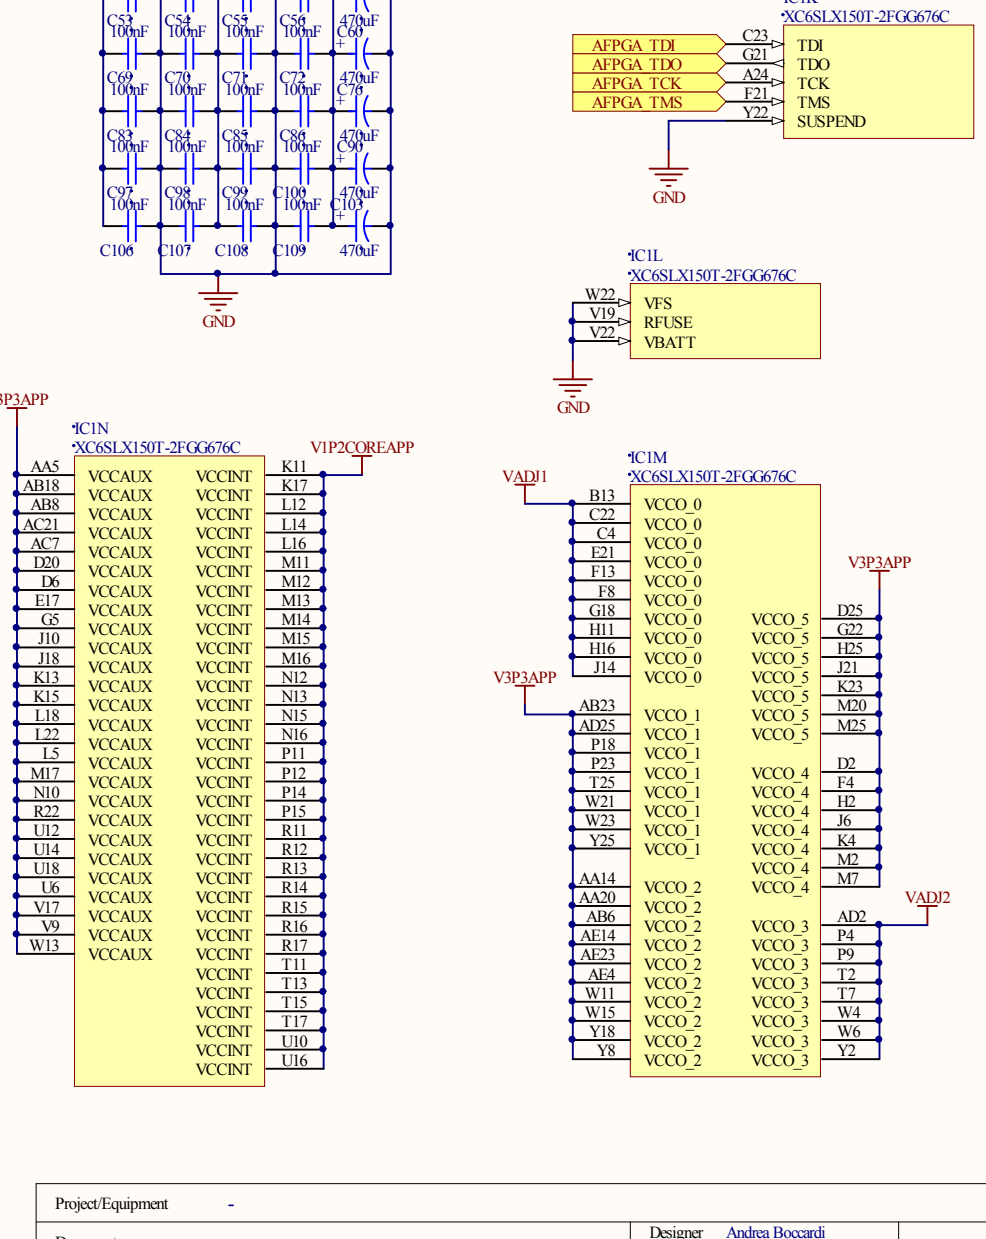 C53 C54 C55 C56 470uF
100nF 100nF 100nF 100nF C60
+
C69 C70 C71 C72 470uF
100nF 100nF 100nF 100nF C76
+
C83 C84 C85 C86 470uF
100nF 100nF 100nF 100nF C90
+
C97 C98 C99 C100 470uF
100nF 100nF 100nF 100nF C103
+
C106 C107 C108 C109 470uF
GND
XC6SLX150T-2FGG676C
AFPGA TDI C23 TDI
AFPGA TDO G21 TDO
AFPGA TCK A24 TCK
AFPGA TMS F21 TMS
Y22 SUSPEND
GND
IC1L
XC6SLX150T-2FGG676C
W22 VFS
V19 RFUSE
V22 VBATT
GND
3P3APP
IC1N
XC6SLX150T-2FGG676C
V1P2COREAPP
AA5 VCCAUX VCCINT K11
AB18 VCCAUX VCCINT K17
AB8 VCCAUX VCCINT L12
AC21 VCCAUX VCCINT L14
AC7 VCCAUX VCCINT L16
D20 VCCAUX VCCINT M11
D6 VCCAUX VCCINT M12
E17 VCCAUX VCCINT M13
G5 VCCAUX VCCINT M14
J10 VCCAUX VCCINT M15
J18 VCCAUX VCCINT M16
K13 VCCAUX VCCINT N12
K15 VCCAUX VCCINT N13
L18 VCCAUX VCCINT N15
L22 VCCAUX VCCINT N16
L5 VCCAUX VCCINT P11
M17 VCCAUX VCCINT P12
N10 VCCAUX VCCINT P14
R22 VCCAUX VCCINT P15
U12 VCCAUX VCCINT R11
U14 VCCAUX VCCINT R12
U18 VCCAUX VCCINT R13
U6 VCCAUX VCCINT R14
V17 VCCAUX VCCINT R15
V9 VCCAUX VCCINT R16
W13 VCCAUX VCCINT R17
VCCINT T11
VCCINT T13
VCCINT T15
VCCINT T17
VCCINT U10
VCCINT U16
IC1M
XC6SLX150T-2FGG676C
VADJ1
B13 VCCO_0
C22 VCCO_0
C4 VCCO_0
E21 VCCO_0
F13 VCCO_0
F8 VCCO_0
G18 VCCO_0
H11 VCCO_0
H16 VCCO_0
J14 VCCO_0
V3P3APP
VCCO_5 D25
VCCO_5 G22
VCCO_5 H25
VCCO_5 J21
VCCO_5 K23
VCCO_5 M20
VCCO_5 M25
V3P3APP
AB23 VCCO_1
AD25 VCCO_1
P18 VCCO_1
P23 VCCO_1
T25 VCCO_1
W21 VCCO_1
W23 VCCO_1
Y25 VCCO_1
VCCO_4 D2
VCCO_4 F4
VCCO_4 H2
VCCO_4 J6
VCCO_4 K4
VCCO_4 M2
VCCO_4 M7
AA14 VCCO_2
AA20 VCCO_2
AB6 VCCO_2
AE14 VCCO_2
AE23 VCCO_2
AE4 VCCO_2
W11 VCCO_2
W15 VCCO_2
Y18 VCCO_2
Y8 VCCO_2
VADJ2
VCCO_3 AD2
VCCO_3 P4
VCCO_3 P9
VCCO_3 T2
VCCO_3 T7
VCCO_3 W4
VCCO_3 W6
VCCO_3 Y2
Project/Equipment -
Designer Andrea Boccardi